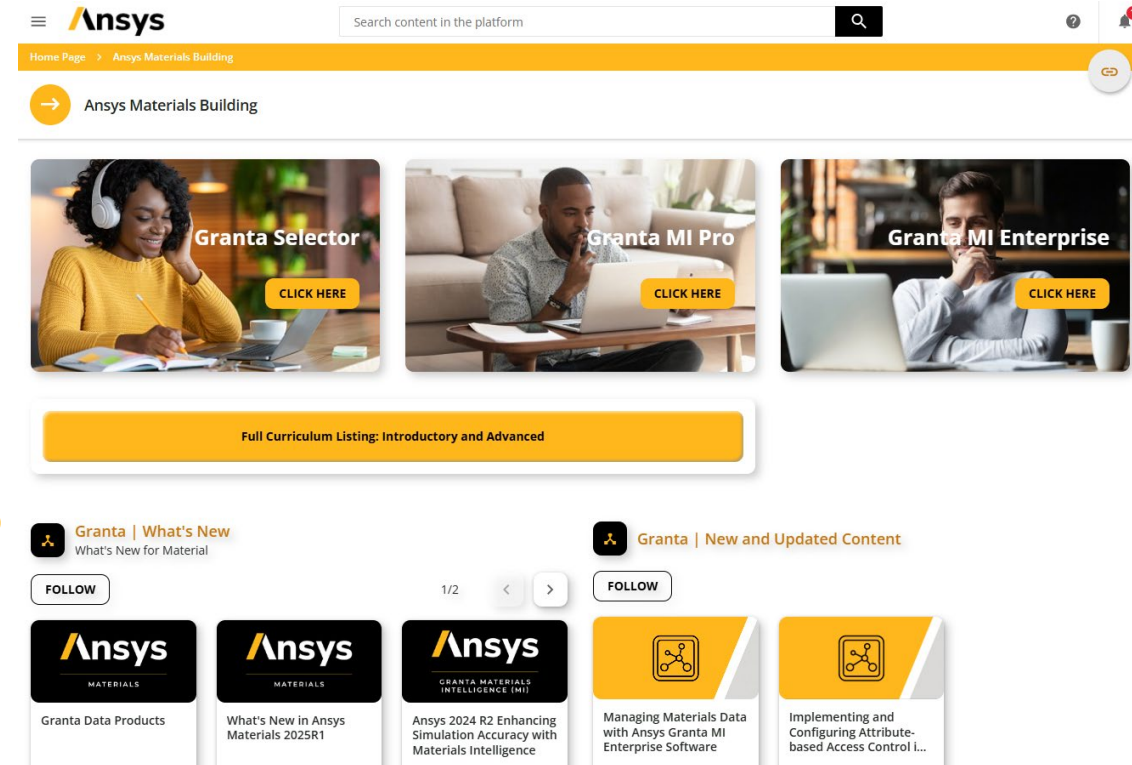 Ansys
Search content in the platform
Home Page > Ansys Materials Building
Ansys Materials Building
Granta Selector
CLICK HERE
Granta MI Pro
CLICK HERE
Granta MI Enterprise
CLICK HERE
Full Curriculum Listing: Introductory and Advanced
Granta | What's New
What's New for Material
FOLLOW
1/2
Ansys
MATERIALS
Granta Data Products
Ansys
MATERIALS
What's New in Ansys
Materials 2025R1
Ansys
GRANTA MATERIALS
INTELLIGENCE (MI)
Ansys 2024 R2 Enhancing
Simulation Accuracy with
Materials Intelligence
Granta | New and Updated Content
FOLLOW
Managing Materials Data
with Ansys Granta MI
Enterprise Software
Implementing and
Configuring Attribute-
based Access Control i...